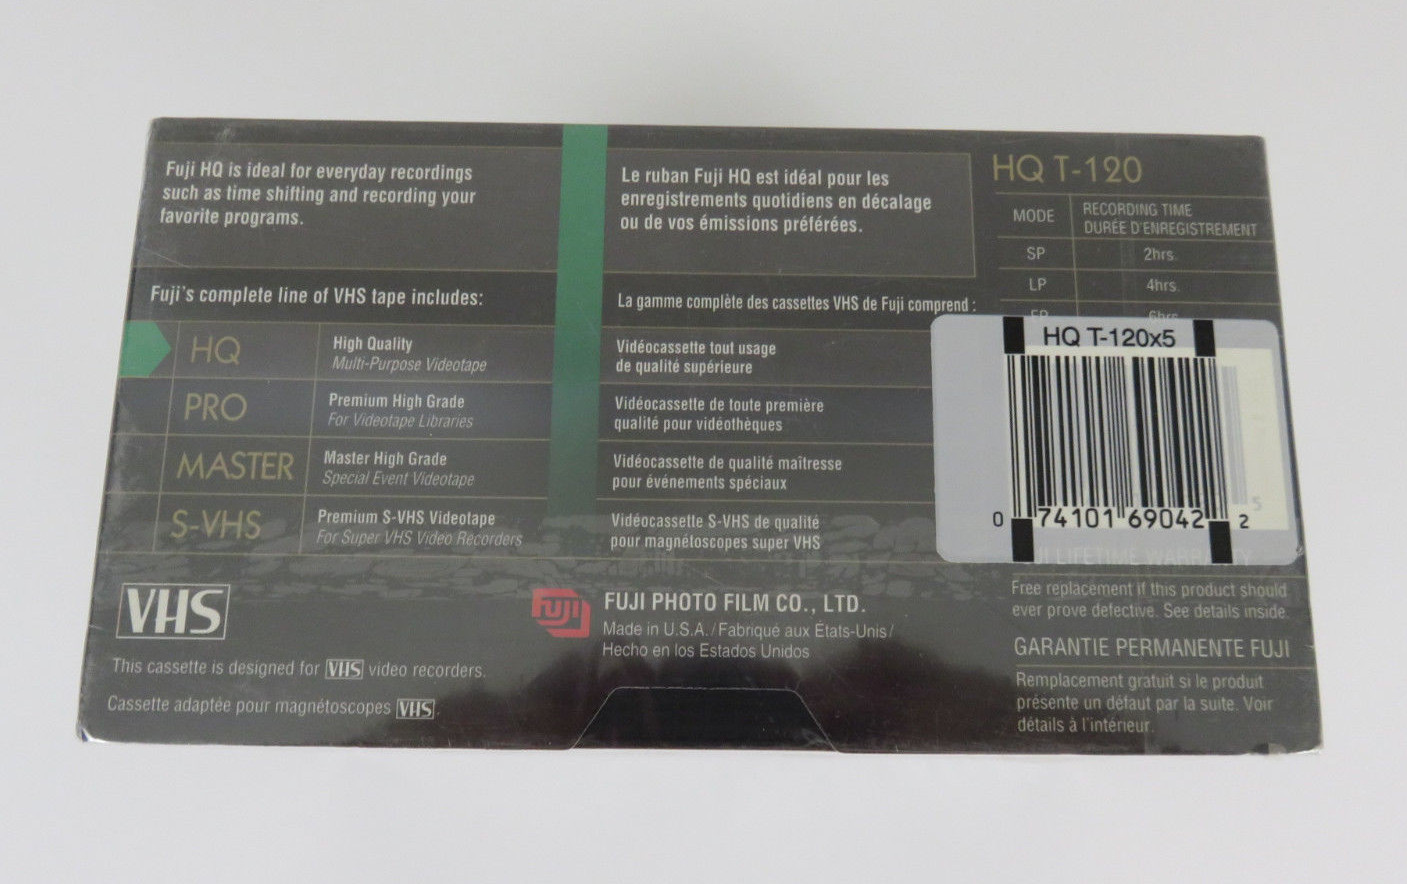 Fuji HQ is ideal for everyday recordings
such as time shifting and recording your
favorite programs.
Le ruban Fuji HQ est idéal pour les
enregistrements quotidiens en décalage
ou de vos émissions préférées.
HQ T-120
MODE
RECORDING TIME
DURÉE D'ENREGISTREMENT
SP
2hrs.
LP
4hrs.
EP
6hrs.
Fuji's complete line of VHS tape includes:
La gamme complète des cassettes VHS de Fuji comprend :
HQ
High Quality
Multi-Purpose Videotape
Vidéocassette tout usage
de qualité supérieure
PRO
Premium High Grade
For Videotape Libraries
Vidéocassette de toute première
qualité pour vidéothèques
MASTER
Master High Grade
Special Event Videotape
Vidéocassette de qualité maîtresse
pour événements spéciaux
S-VHS
Premium S-VHS Videotape
For Super VHS Video Recorders
Vidéocassette S-VHS de qualité
pour magnétoscopes super VHS
HQ T-120x5
0 74101 69042 2
5
LIFETIME WARRANTY
Free replacement if this product should
ever prove defective. See details inside.
GARANTIE PERMANENTE FUJI
Remplacement gratuit si le produit
présente un défaut par la suite. Voir
détails à l'intérieur.
VHS
This cassette is designed for VHS video recorders.
Cassette adaptée pour magnétoscopes VHS.
FUJI
FUJI PHOTO FILM CO., LTD.
Made in U.S.A./Fabriqué aux États-Unis/
Hecho en los Estados Unidos